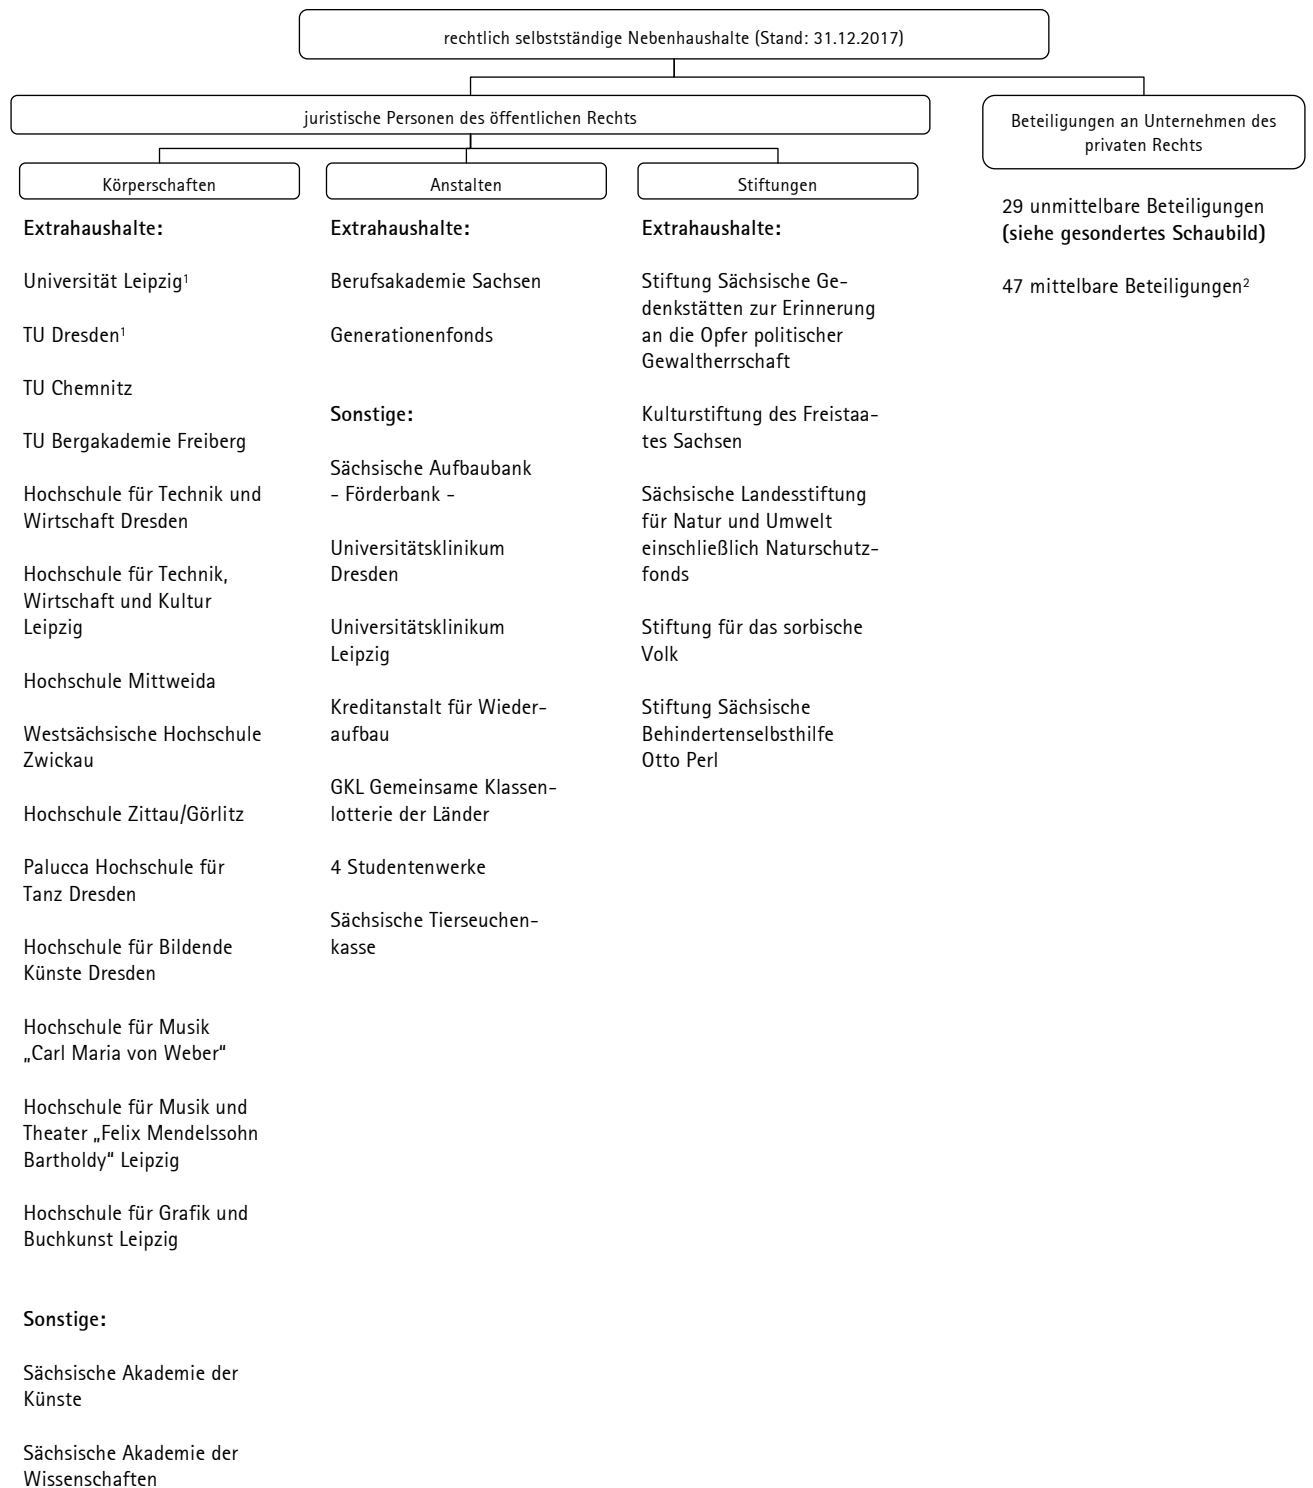 rechtlich selbstständige Nebenhaushalte (Stand: 31.12.2017)
juristische Personen des öffentlichen Rechts
Beteiligungen an Unternehmen des
privaten Rechts
Körperschaften
Anstalten
Stiftungen
Extrahaushalte:
Universität Leipzig¹
TU Dresden¹
TU Chemnitz
TU Bergakademie Freiberg
Hochschule für Technik und
Wirtschaft Dresden
Hochschule für Technik,
Wirtschaft und Kultur
Leipzig
Hochschule Mittweida
Westsächsische Hochschule
Zwickau
Hochschule Zittau/Görlitz
Palucca Hochschule für
Tanz Dresden
Hochschule für Bildende
Künste Dresden
Hochschule für Musik
„Carl Maria von Weber“
Hochschule für Musik und
Theater „Felix Mendelssohn
Bartholdy“ Leipzig
Hochschule für Grafik und
Buchkunst Leipzig
Sonstige:
Sächsische Akademie der
Künste
Sächsische Akademie der
Wissenschaften
Extrahaushalte:
Berufsakademie Sachsen
Generationenfonds
Sonstige:
Sächsische Aufbaubank
- Förderbank -
Universitätsklinikum
Dresden
Universitätsklinikum
Leipzig
Kreditanstalt für Wieder-
aufbau
GKL Gemeinsame Klassen-
lotterie der Länder
4 Studentenwerke
Sächsische Tierseuchen-
kasse
Extrahaushalte:
Stiftung Sächsische Ge-
denkstätten zur Erinnerung
an die Opfer politischer
Gewaltherrschaft
Kulturstiftung des Freistaa-
tes Sachsen
Sächsische Landesstiftung
für Natur und Umwelt
einschließlich Naturschutz-
fonds
Stiftung für das sorbische
Volk
Stiftung Sächsische
Behindertenselbsthilfe
Otto Perl
29 unmittelbare Beteiligungen
(siehe gesondertes Schaubild)
47 mittelbare Beteiligungen²